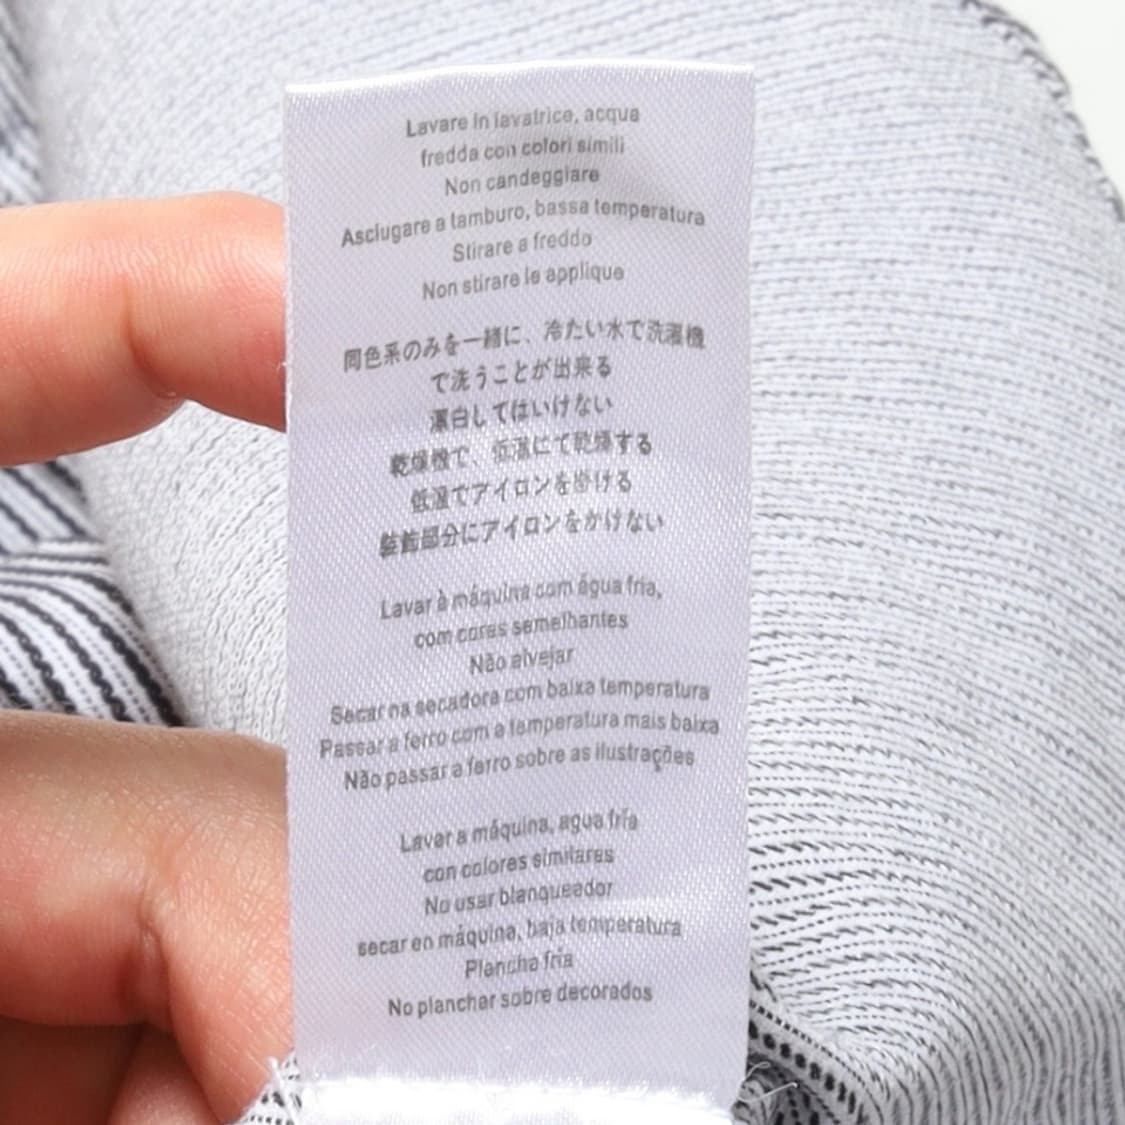 Lavare in lavatrice, acqua
fredda con colori simili
Non candeggiare
Asciugare a tamburo, bassa temperatura
Stirare a freddo
Non stirare le applique
同色系のみを一緒に、冷たい水で洗濯機
で洗うことが出来る
漂白してはいけない
乾燥機で、低温にて乾燥する
低温でアイロンを掛ける
装飾部分にアイロンをかけない
Lavar à máquina com água fria,
com cores semelhantes
Não alvejar
Secar na secadora com baixa temperatura
Passar a ferro com a temperatura mais baixa
Não passar a ferro sobre as ilustrações
Lavar a máquina, agua fría
con colores similares
No usar blanqueador
secar en máquina, baja temperatura
Plancha fría
No planchar sobre decorados